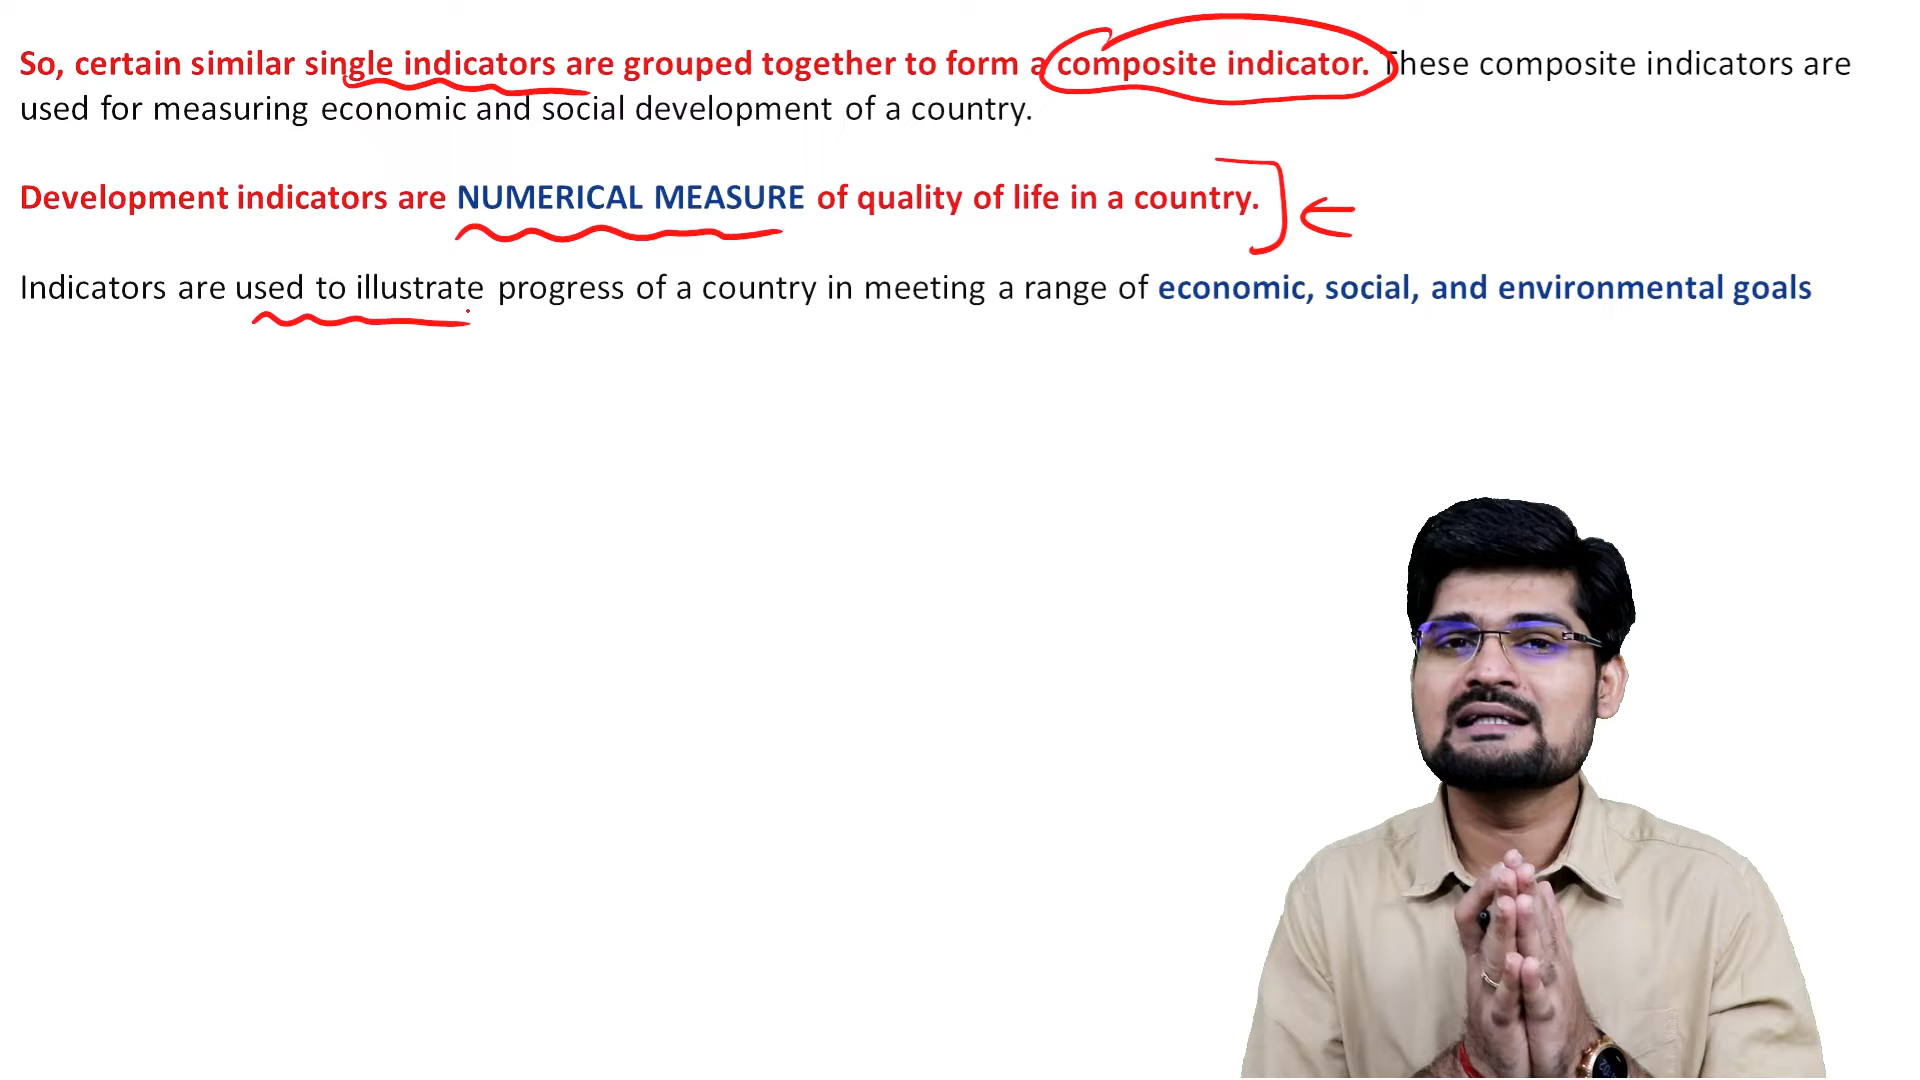 So, certain similar single indicators are grouped together to form a composite indicator. These composite indicators are
used for measuring economic and social development of a country.
Development indicators are NUMERICAL MEASURE of quality of life in a country.
Indicators are used to illustrate progress of a country in meeting a range of economic, social, and environmental goals